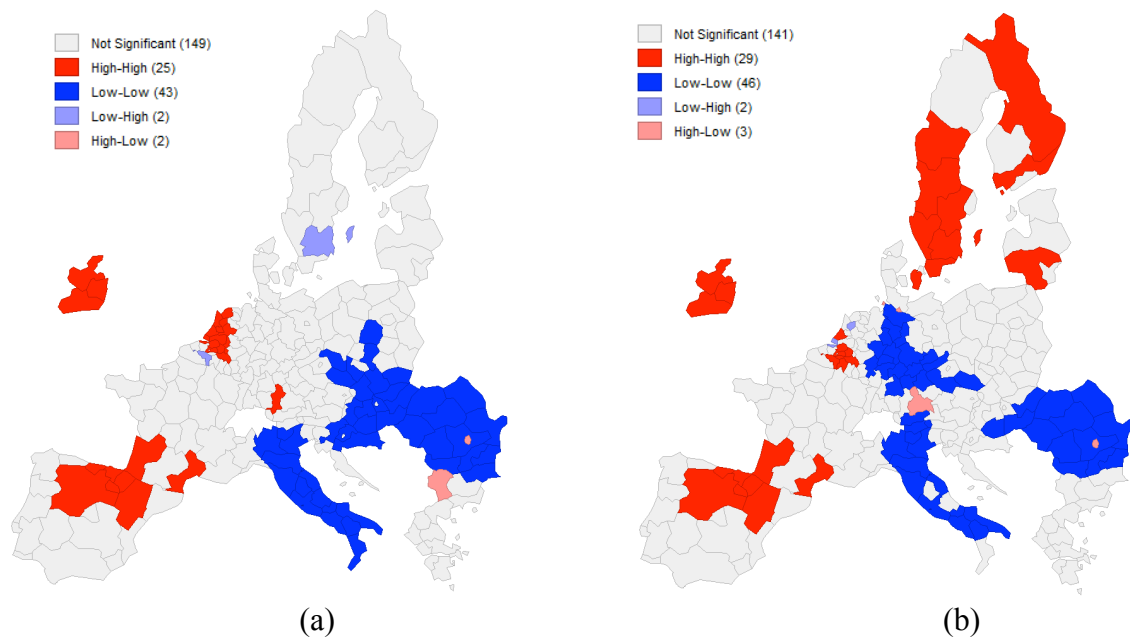 Not Significant (149)
High-High (25)
Low-Low (43)
Low-High (2)
High-Low (2)
(a)
Not Significant (141)
High-High (29)
Low-Low (46)
Low-High (2)
High-Low (3)
(b)